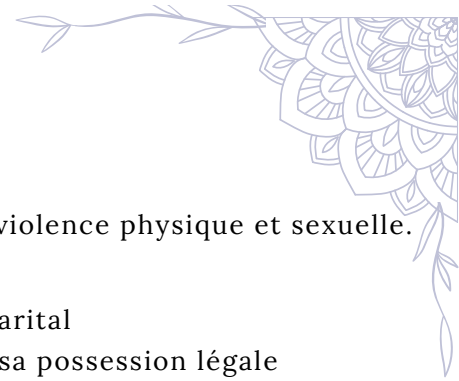 violence physique et sexuelle.
arital
sa possession légale